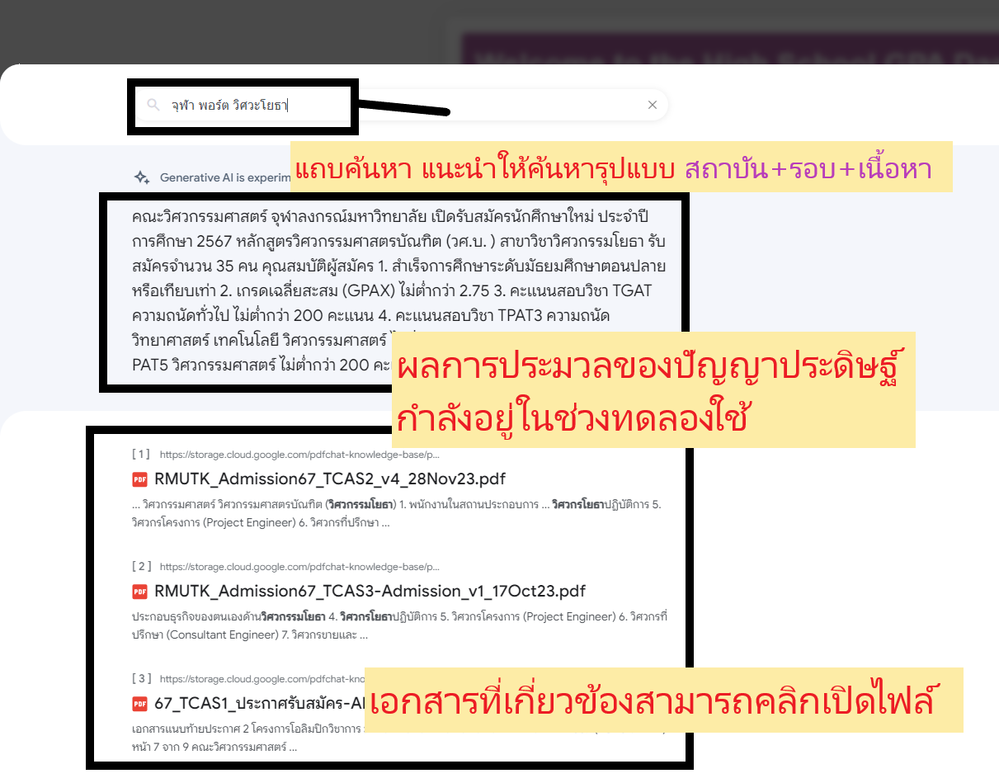 Welcome to the High School GPA
จุฬา พอร์ต วิศวะโยธา
แถบค้นหา แนะนำให้ค้นหารุปแบบ สถาบัน+รอบ+เนื้อหา
Generative AI is experim
คณะวิศวกรรมศาสตร์ จุฬาลงกรณ์มหาวิทยาลัย เปิดรับสมัครนักศึกษาใหม่ ประจำปี
การศึกษา 2567 หลักสูตรวิศวกรรมศาสตรบัณฑิต (วศ.บ. ) สาขาวิชาวิศวกรรมโยธา รับ
สมัครจำนวน 35 คน คุณสมบัติผู้สมัคร 1. สำเร็จการศึกษาระดับมัธยมศึกษาตอนปลาย
หรือเทียบเท่า 2. เกรดเฉลี่ยสะสม (GPAX) ไม่ต่ำกว่า 2.75 3. คะแนนสอบวิชา TGAT
ความถนัดทั่วไป ไม่ต่ำกว่า 200 คะแนน 4. คะแนนสอบวิชา TPAT3 ความถนัด
วิทยาศาสตร์ เทคโนโลยี วิศวกรรมศาสตร์
PAT5 วิศวกรรมศาสตร์ ไม่ต่ำกว่า 200 คะ
ผลการประมวลของปัญญาประดิษฐ์
กำลังอยู่ในช่วงทดลองใช้
[ 1 ] https://storage.cloud.google.com/pdfchat-knowledge-base/p...
PDF RMUTK_Admission67_TCAS2_v4_28Nov23.pdf
... วิศวกรรมศาสตร์ วิศวกรรมศาสตรบัณฑิต (วิศวกรรมโยธา) 1. พนักงานในสถานประกอบการ ... วิศวกรโยธาปฏิบัติการ 5.
วิศวกรโครงการ (Project Engineer) 6. วิศวกรที่ปรึกษา ...
[ 2 ] https://storage.cloud.google.com/pdfchat-knowledge-base/p...
PDF RMUTK_Admission67_TCAS3-Admission_v1_17Oct23.pdf
ประกอบธุรกิจของตนเองด้านวิศวกรรมโยธา 4. วิศวกรโยธาปฏิบัติการ 5. วิศวกรโครงการ (Project Engineer) 6. วิศวกรที่
ปรึกษา (Consultant Engineer) 7. วิศวกรขายและ ...
[ 3 ] https://storage.cloud.google.com/pdfchat-kno
PDF 67_TCAS1_ประกาศรับสมัคร-A
เอกสารที่เกี่ยวข้องสามารถคลิกเปิดไฟล์
เอกสารแนบท้ายประกาศ 2 โครงการโอลิมปิกวิชาการ
หน้า 7 จาก 9 คณะวิศวกรรมศาสตร์ ...